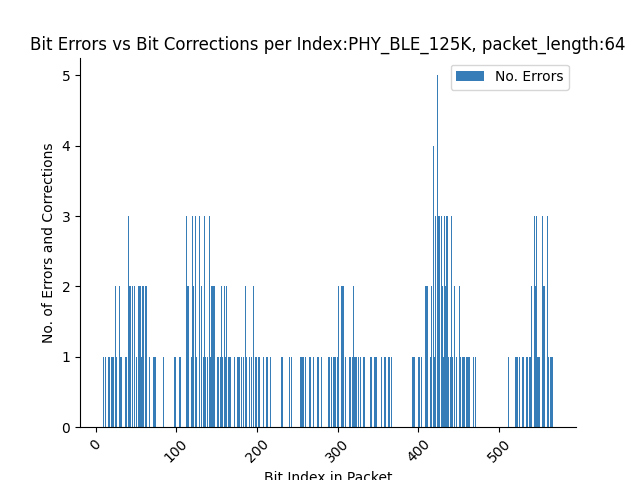 Bit Errors vs Bit Corrections per Index:PHY_BLE_125K, packet_length:64
No. Errors
No. of Errors and Corrections
5
4
3
2
1
0
0 100 200 300 400 500
Bit Index in Packet